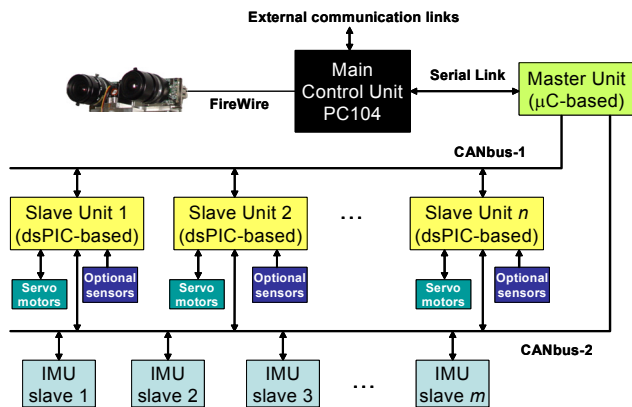 External communication links
Main
Control Unit
PC104
FireWire
Serial Link
Master Unit
(µC-based)
CANbus-1
Slave Unit 1
(dsPIC-based)
Slave Unit 2
(dsPIC-based)
...
Slave Unit n
(dsPIC-based)
Servo
motors
Optional
sensors
Servo
motors
Optional
sensors
Servo
motors
Optional
sensors
CANbus-2
IMU
slave 1
IMU
slave 2
IMU
slave 3
...
IMU
slave m